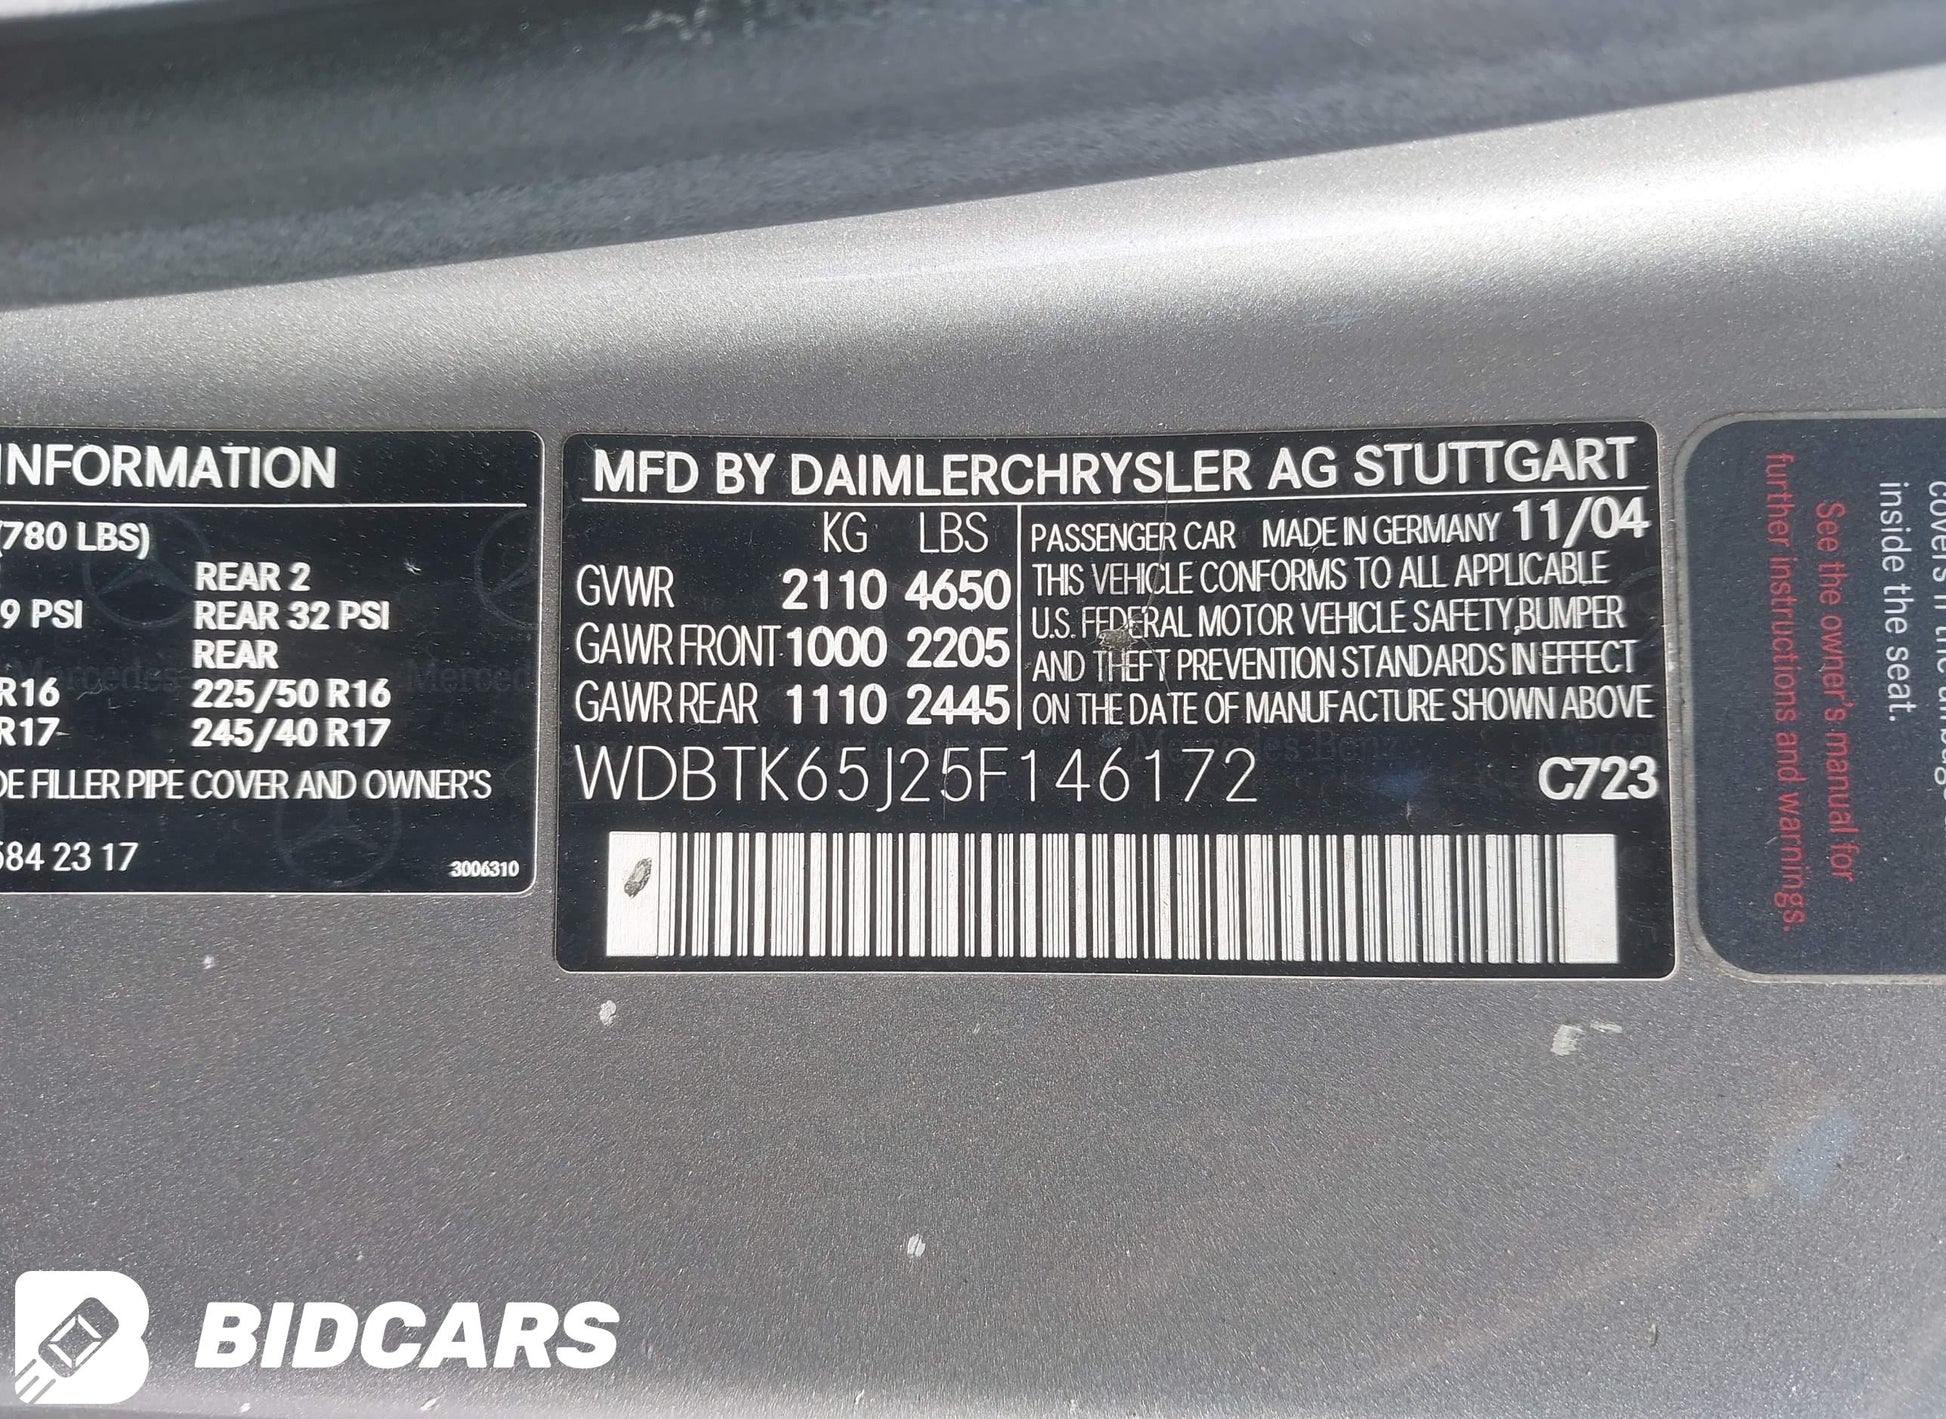 INFORMATION
(780 LBS)
REAR 2
9 PSI REAR 32 PSI
REAR
R16 225/50 R16
R17 245/40 R17
DE FILLER PIPE COVER AND OWNER'S
584 23 17
3006310
MFD BY DAIMLERCHRYSLER AG STUTTGART
KG LBS
GVWR 2110 4650
GAWR FRONT 1000 2205
GAWR REAR 1110 2445
PASSENGER CAR MADE IN GERMANY 11/04
THIS VEHICLE CONFORMS TO ALL APPLICABLE
U.S. FEDERAL MOTOR VEHICLE SAFETY,BUMPER
AND THEFT PREVENTION STANDARDS IN EFFECT
ON THE DATE OF MANUFACTURE SHOWN ABOVE
WDBTK65J25F146172 C723
covers if the
inside the seat.
See the owner's manual for
further instructions and warnings.
BIDCARS